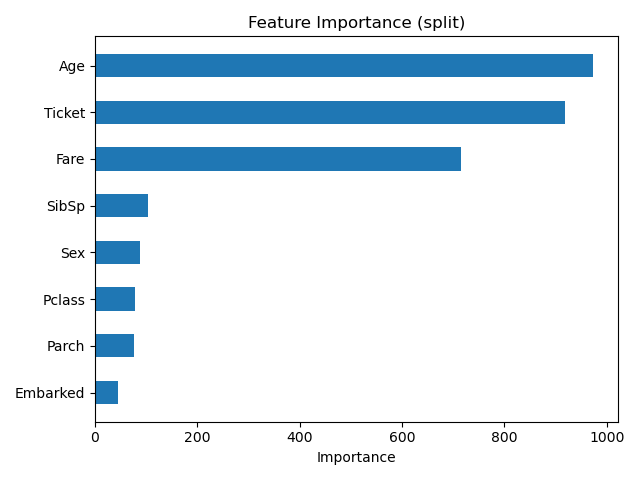 Feature Importance (split)
Age
Ticket
Fare
SibSp
Sex
Pclass
Parch
Embarked
0 200 400 600 800 1000
Importance